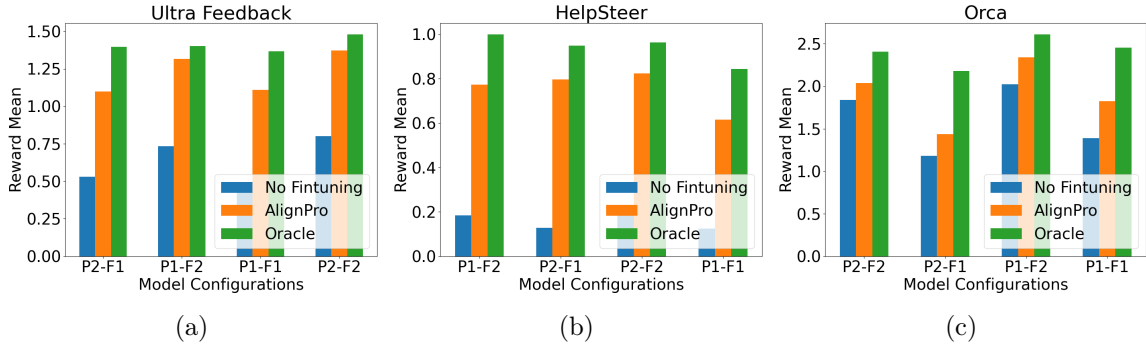 Ultra Feedback
Reward Mean
1.50
1.25
1.00
0.75
0.50
0.25
0.00
No Fintuning
AlignPro
Oracle
P2-F1 P1-F2 P1-F1 P2-F2
Model Configurations
(a)
HelpSteer
Reward Mean
1.0
0.8
0.6
0.4
0.2
0.0
No Fintuning
AlignPro
Oracle
P1-F2 P2-F1 P2-F2 P1-F1
Model Configurations
(b)
Orca
Reward Mean
2.5
2.0
1.5
1.0
0.5
0.0
No Fintuning
AlignPro
Oracle
P2-F2 P2-F1 P1-F2 P1-F1
Model Configurations
(c)